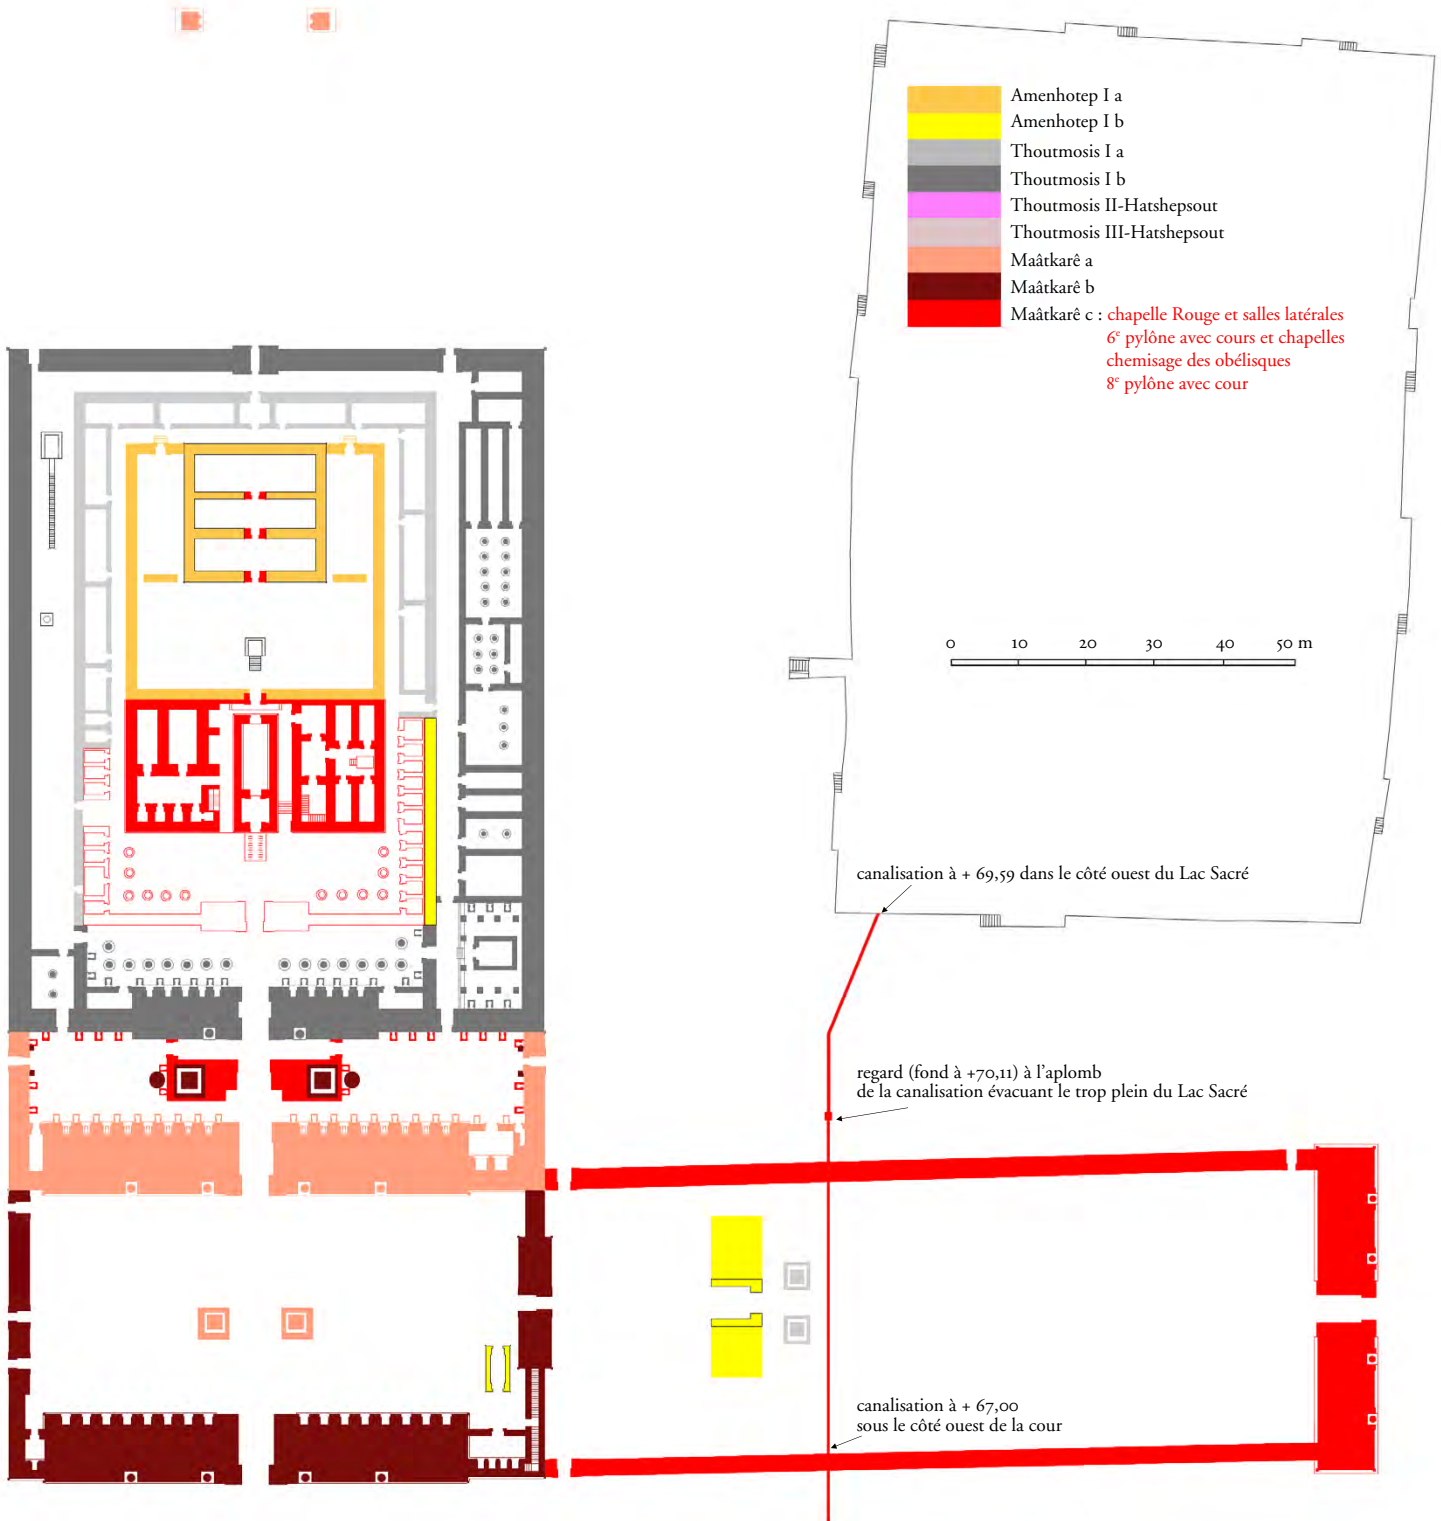 Amenhotep I a
Amenhotep I b
Thoutmosis I a
Thoutmosis I b
Thoutmosis II-Hatshepsout
Thoutmosis III-Hatshepsout
Maâtkarê a
Maâtkarê b
Maâtkarê c : chapelle Rouge et salles latérales
6e pylône avec cours et chapelles
chemisage des obélisques
8e pylône avec cour
0 10 20 30 40 50 m
canalisation à + 69,59 dans le côté ouest du Lac Sacré
regard (fond à +70,11) à l'aplomb
de la canalisation évacuant le trop plein du Lac Sacré
canalisation à + 67,00
sous le côté ouest de la cour